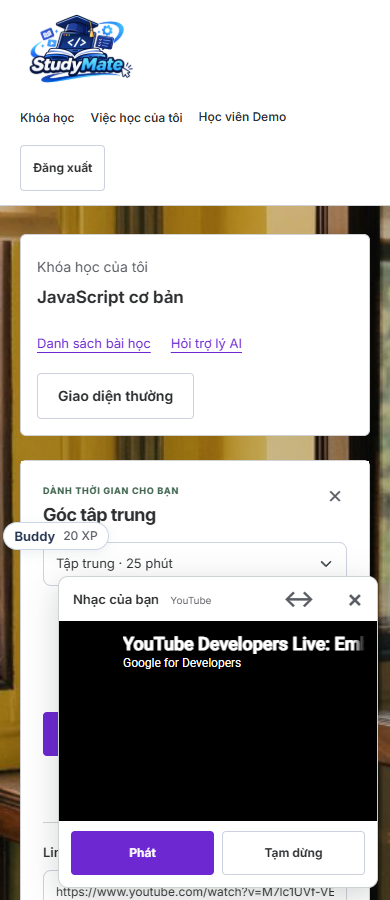 </>
StudyMate
Khóa học
Việc học của tôi
Học viên Demo
Đăng xuất
Khóa học của tôi
JavaScript cơ bản
Danh sách bài học
Hỏi trợ lý AI
Giao diện thường
DÀNH THỜI GIAN CHO BẠN
Góc tập trung
Buddy 20 XP
Tập trung · 25 phút
Nhạc của bạn YouTube
YouTube Developers Live:
Google for Developers
Phát
Tạm dừng
https://www.youtube.com/watch?v=M7lc1UVf-VE